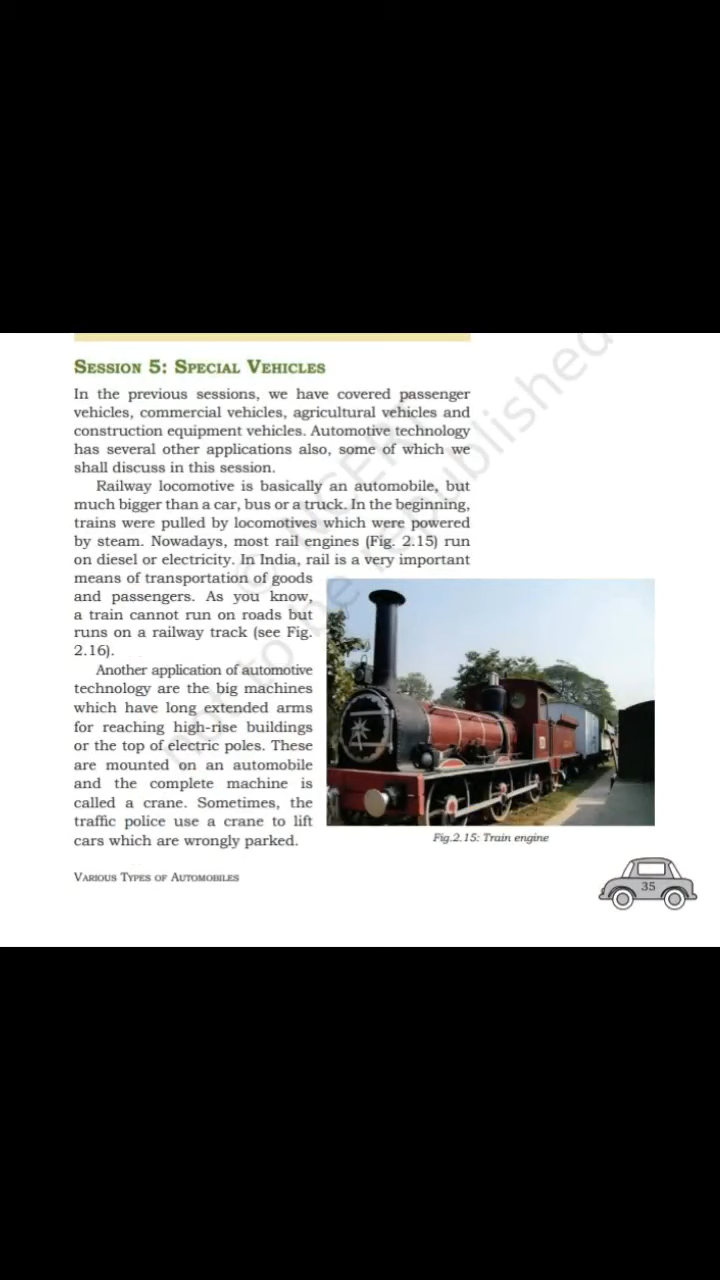 SESSION 5: SPECIAL VEHICLES
In the previous sessions, we have covered passenger
vehicles, commercial vehicles, agricultural vehicles and
construction equipment vehicles. Automotive technology
has several other applications also, some of which we
shall discuss in this session.
Railway locomotive is basically an automobile, but
much bigger than a car, bus or a truck. In the beginning,
trains were pulled by locomotives which were powered
by steam. Nowadays, most rail engines (Fig. 2.15) run
on diesel or electricity. In India, rail is a very important
means of transportation of goods
and passengers. As you know,
a train cannot run on roads but
runs on a railway track (see Fig.
2.16).
Another application of automotive
technology are the big machines
which have long extended arms
for reaching high-rise buildings
or the top of electric poles. These
are mounted on an automobile
and the complete machine is
called a crane. Sometimes, the
traffic police use a crane to lift
cars which are wrongly parked.
Fig.2.15: Train engine
VARIOUS TYPES OF AUTOMOBILES
35
© NCERT
not to be republished